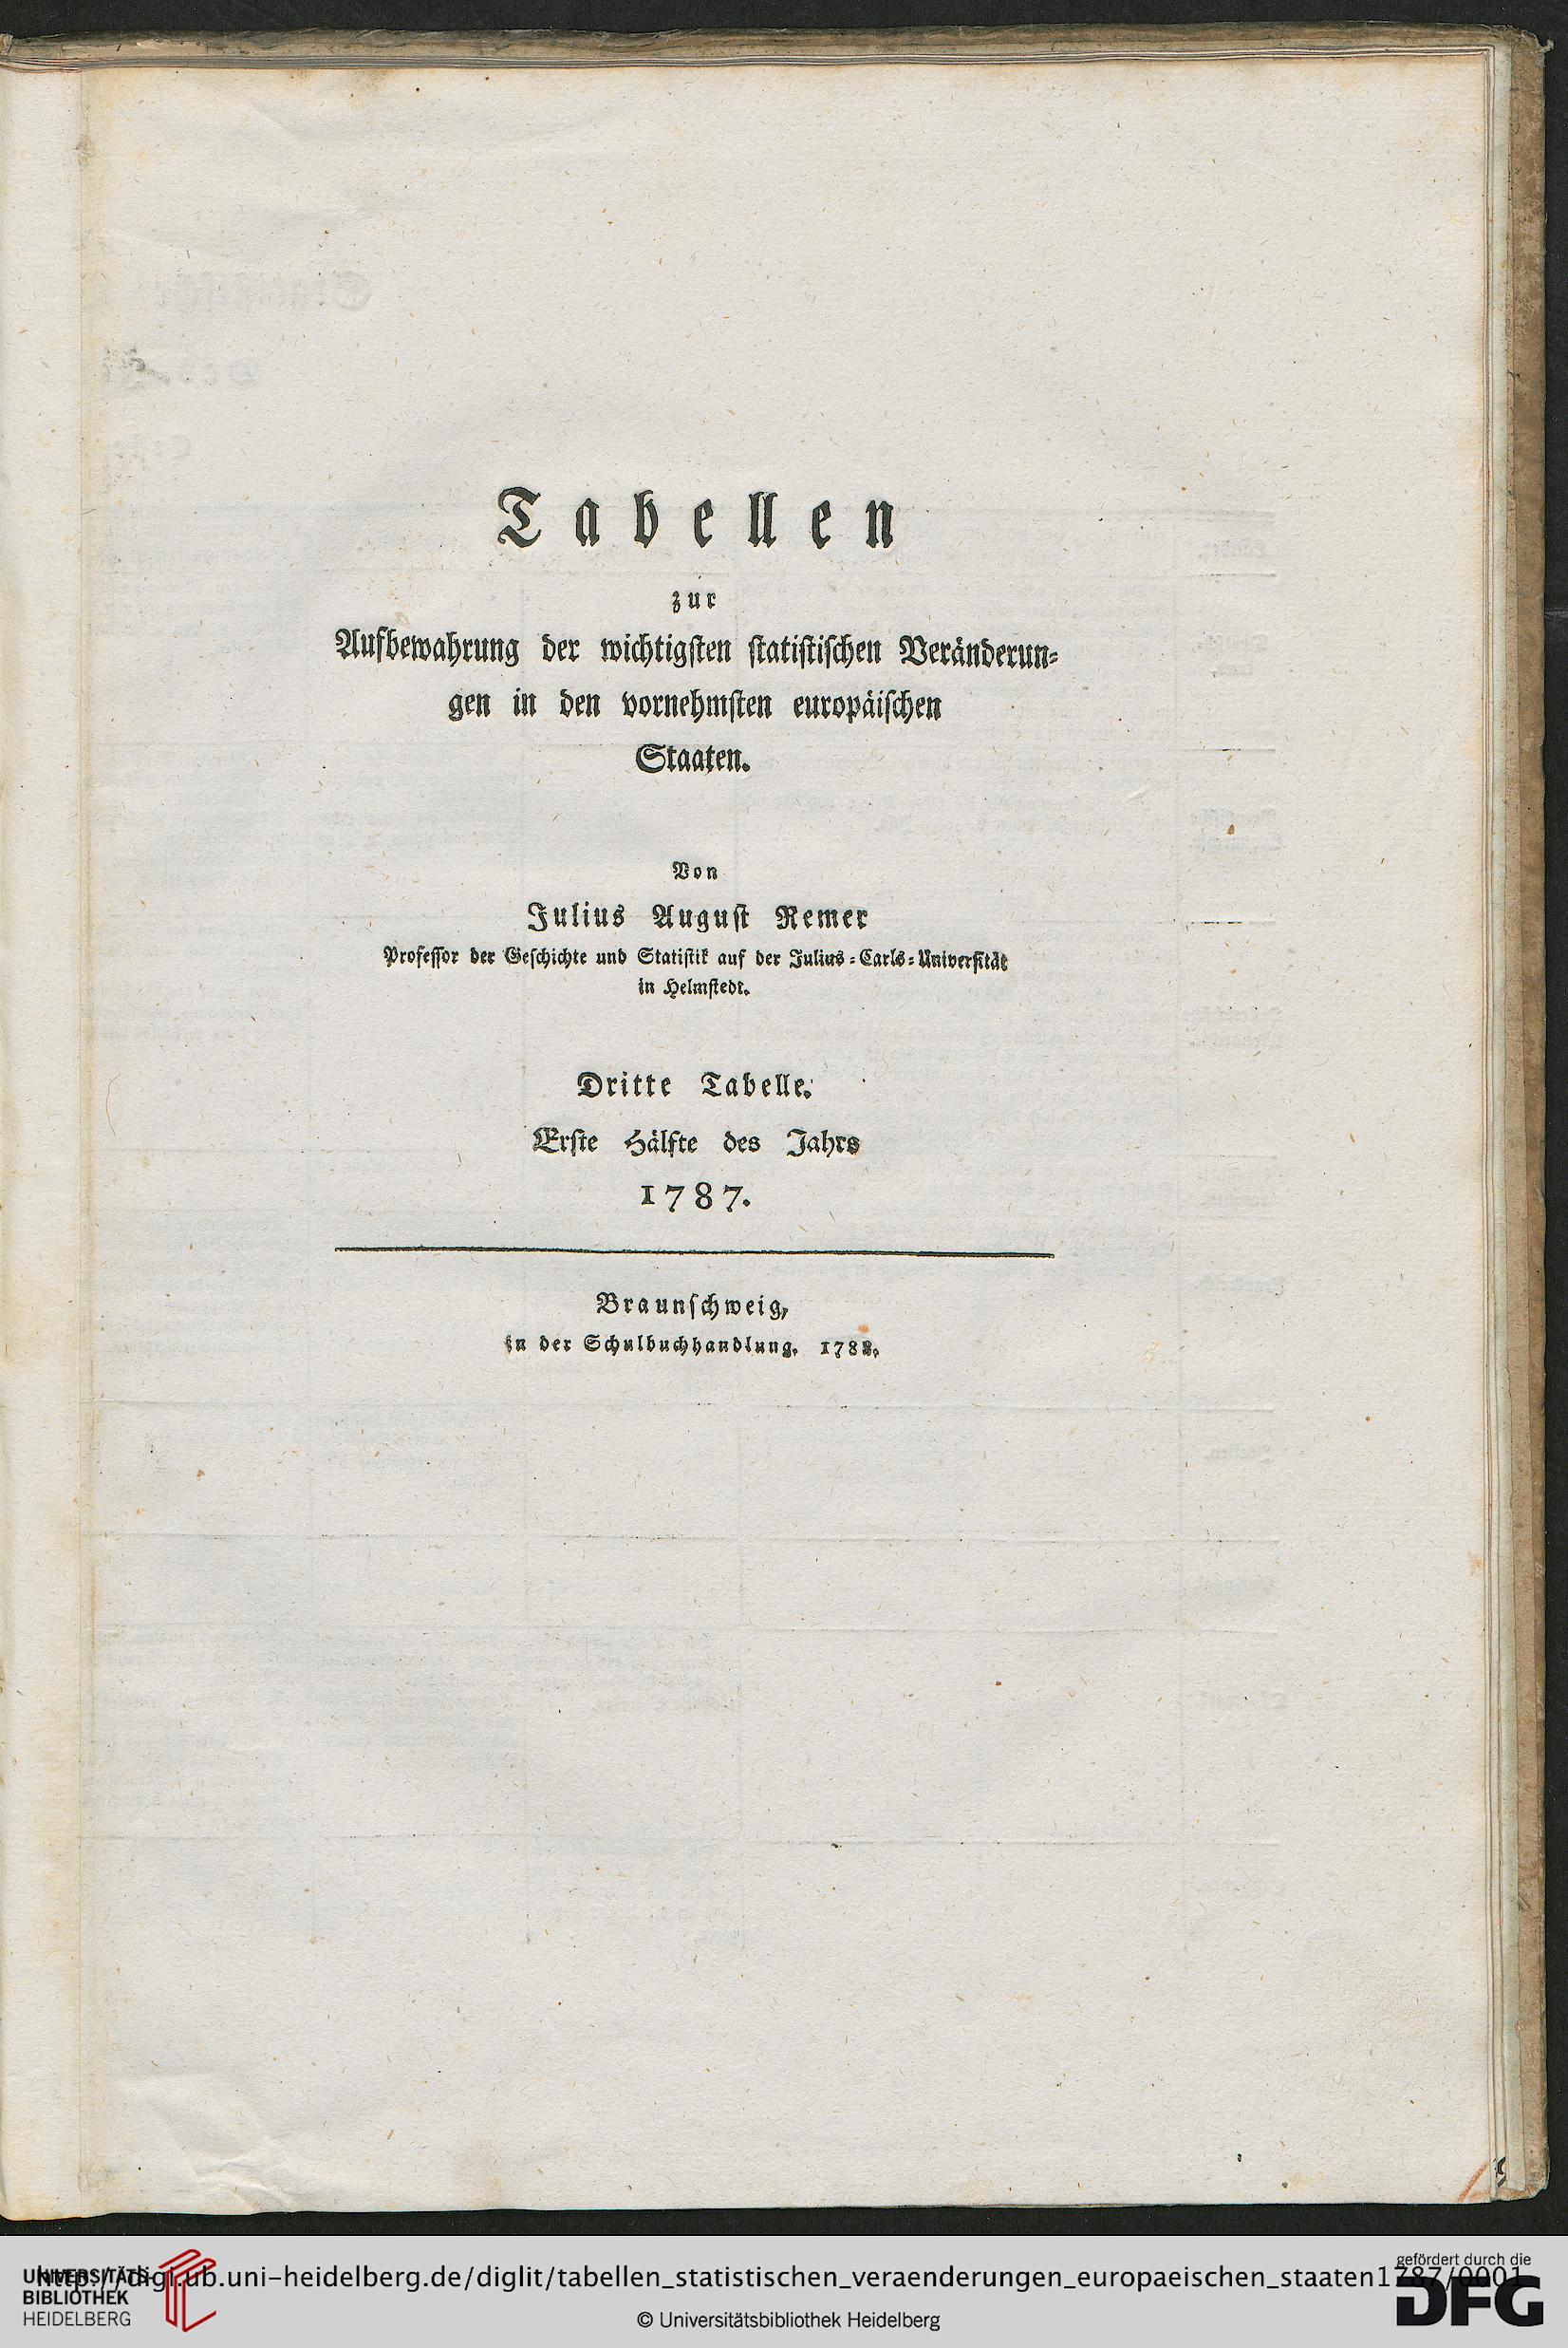 Tabellen
zur
Aufbewahrung der wichtigsten statistischen Veränderun-
gen in den vornehmsten europäischen
Staaten.
Von
Julius August Remer
Professor der Geschichte und Statistik auf der Julius-Carls-Universität
in Helmstedt.
Dritte Tabelle.
Erste Hälfte des Jahrs
1787.
Braunschweig,
in der Schulbuchhandlung. 1788.
gefördert durch die
http://digi.ub.uni-heidelberg.de/diglit/tabellen_statistischen_veraenderungen_europaeischen_staaten1787/0001
UNIVERSITÄTS-
BIBLIOTHEK
HEIDELBERG
© Universitätsbibliothek Heidelberg
DFG